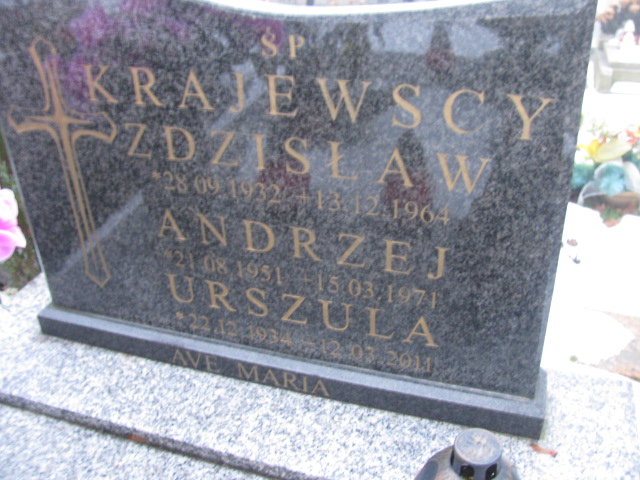 ŚP
KRAJEWSCY
ZDZISŁAW
*28.09.1932 +13.12.1964
ANDRZEJ
*21.08.1951 +15.03.1971
URSZULA
*22.12.1934 +12.03.2011
AVE MARIA